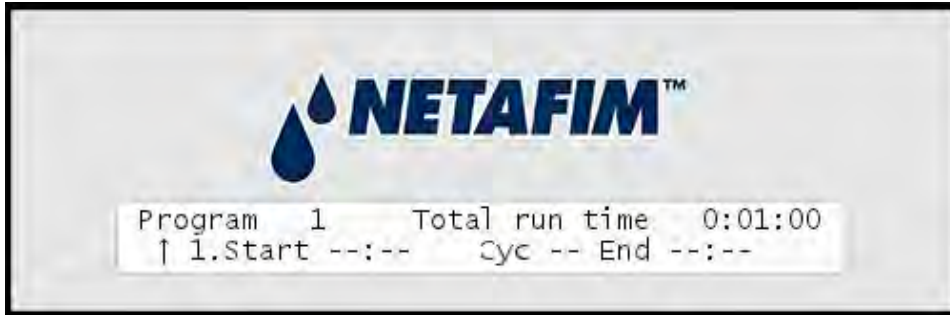 NETAFIM™
Program 1 Total run time 0:01:00
↑ 1.Start --:-- Cyc -- End --:--